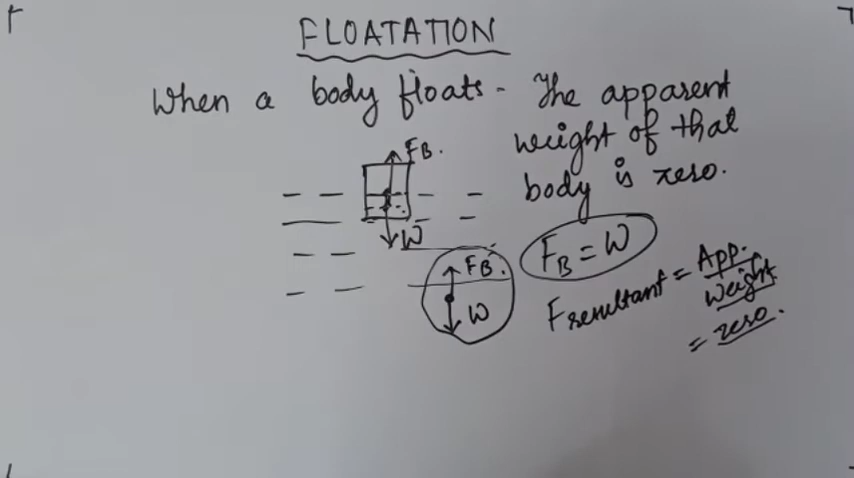 FLOATATION
When a body floats - The apparent
weight of that
body is zero.
FB.
W
FB = W
FB.
W
Fresultant = App.
weight
= zero.